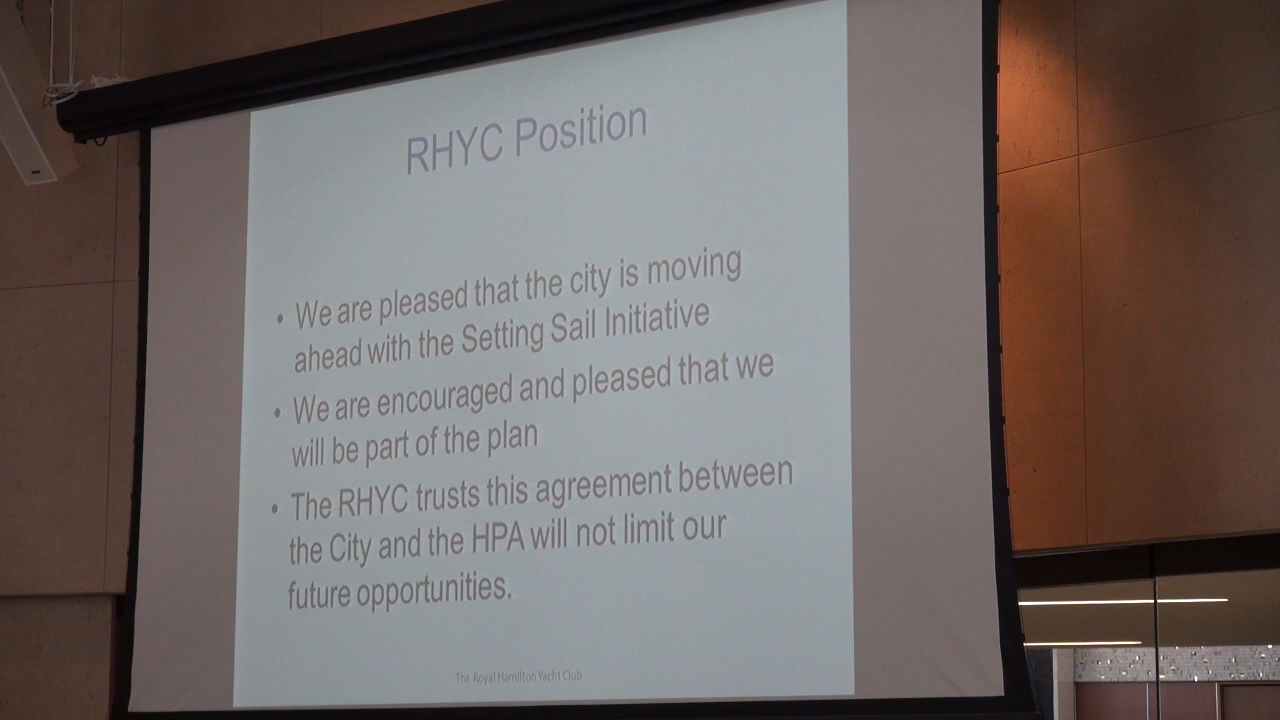 RHYC Position
• We are pleased that the city is moving
ahead with the Setting Sail Initiative
• We are encouraged and pleased that we
will be part of the plan
• The RHYC trusts this agreement between
the City and the HPA will not limit our
future opportunities.
The Royal Hamilton Yacht Club